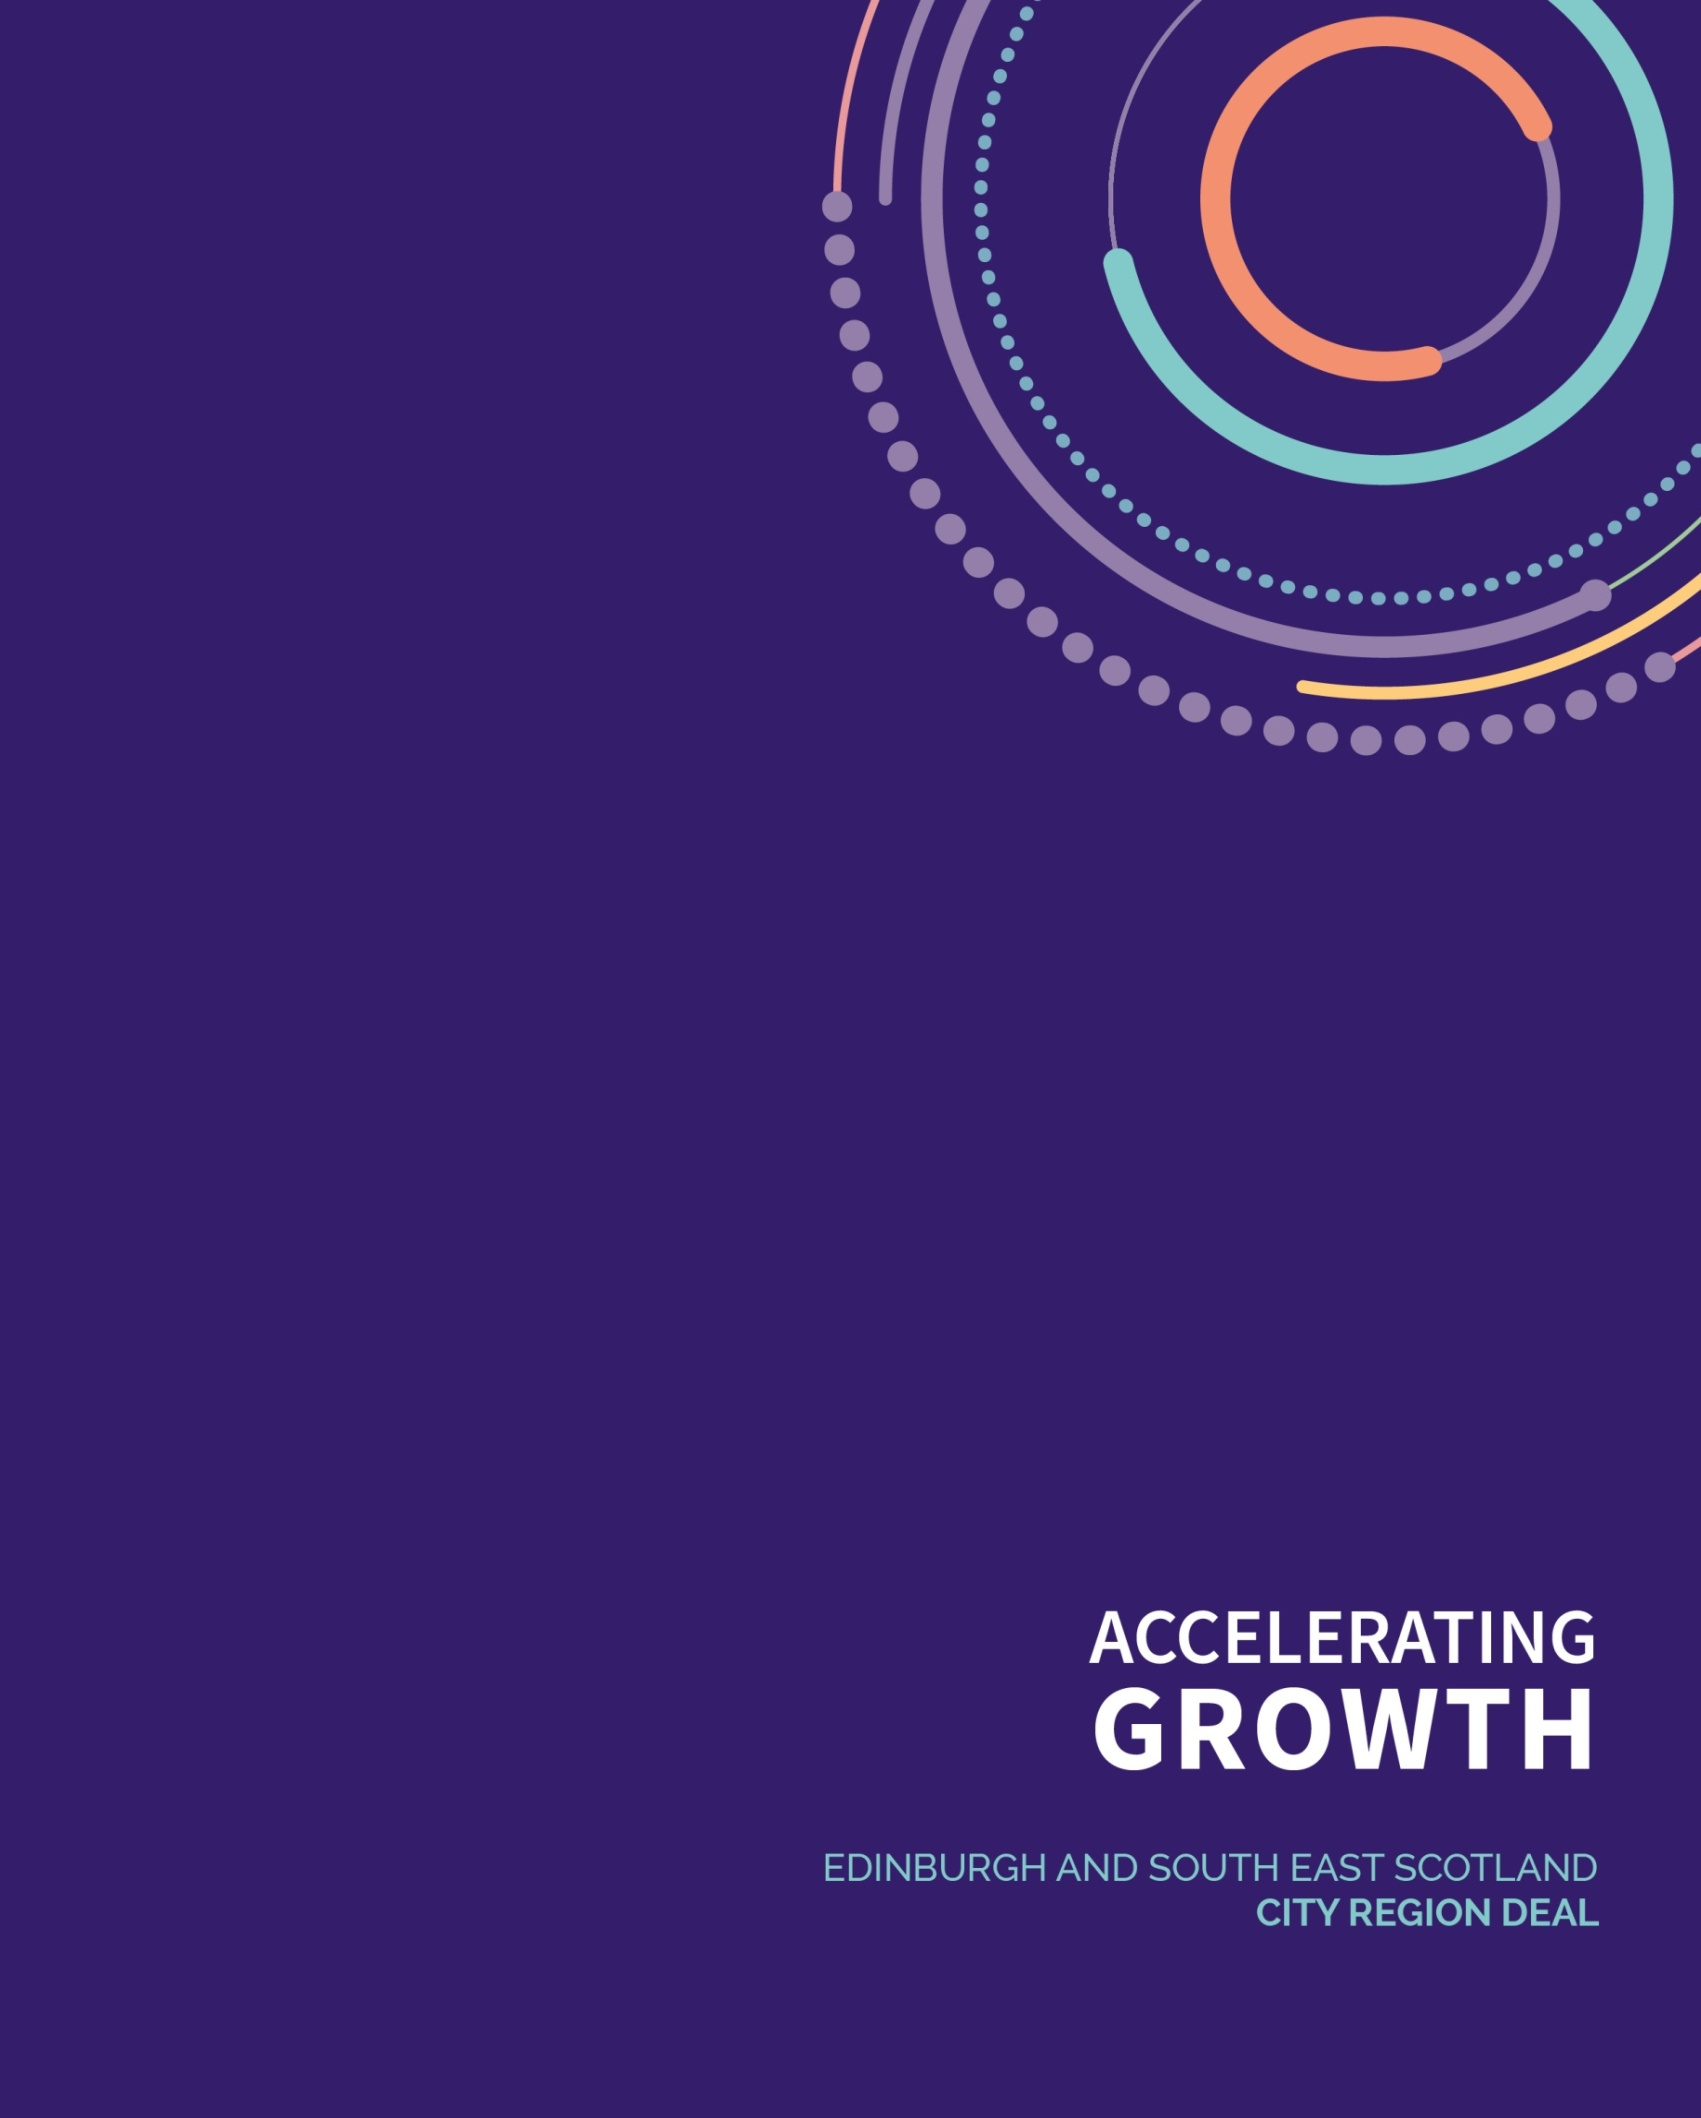 ACCELERATING
GROWTH
EDINBURGH AND SOUTH EAST SCOTLAND
CITY REGION DEAL